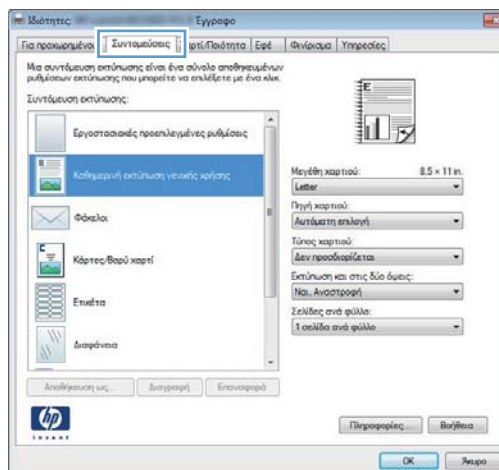 Ιδιότητες: Έγγραφο
Για προχωρημένους Συντομεύσεις Χαρτί/Ποιότητα Εφέ Φινίρισμα Υπηρεσίες
Μια συντόμευση εκτύπωσης είναι ένα σύνολο αποθηκευμένων
ρυθμίσεων εκτύπωσης που μπορείτε να επιλέξετε με ένα κλικ.
Συντόμευση εκτύπωσης:
Εργοστασιακές προεπιλεγμένες ρυθμίσεις
Καθημερινή εκτύπωση γενικής χρήσης
Φάκελοι
Κάρτες/Βαρύ χαρτί
Ετικέτα
Διαφάνεια
Αποθήκευση ως... Διαγραφή Επαναφορά
Μεγέθη χαρτιού: 8.5 × 11 in.
Letter
Πηγή χαρτιού:
Αυτόματη επιλογή
Τύπος χαρτιού:
Δεν προσδιορίζεται
Εκτύπωση και στις δύο όψεις:
Ναι, Αναστροφή
Σελίδες ανά φύλλο:
1 σελίδα ανά φύλλο
hp
invent
Πληροφορίες... Βοήθεια
OK Άκυρο